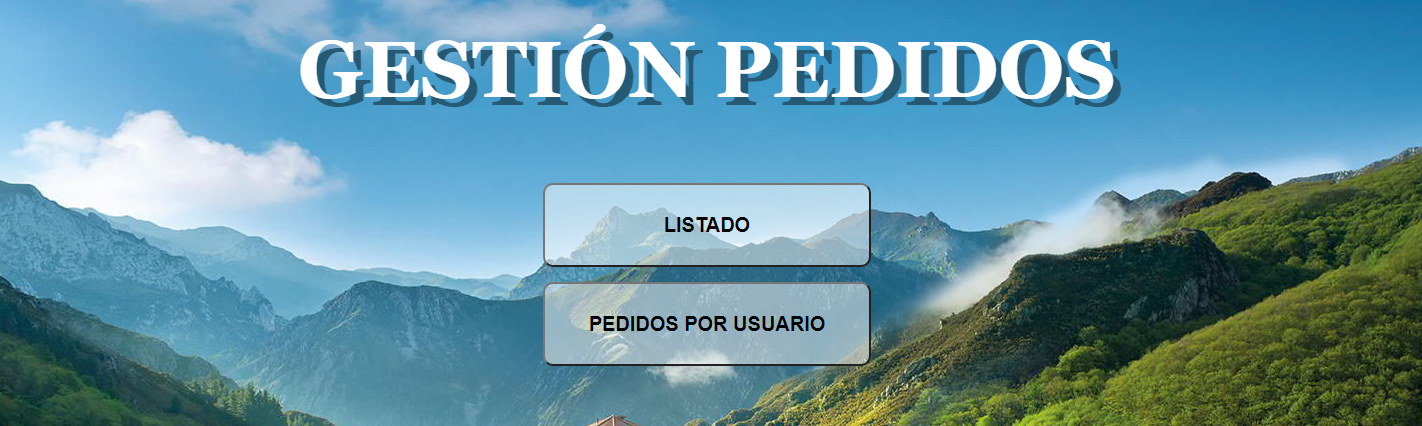 GESTIÓN PEDIDOS
LISTADO
PEDIDOS POR USUARIO